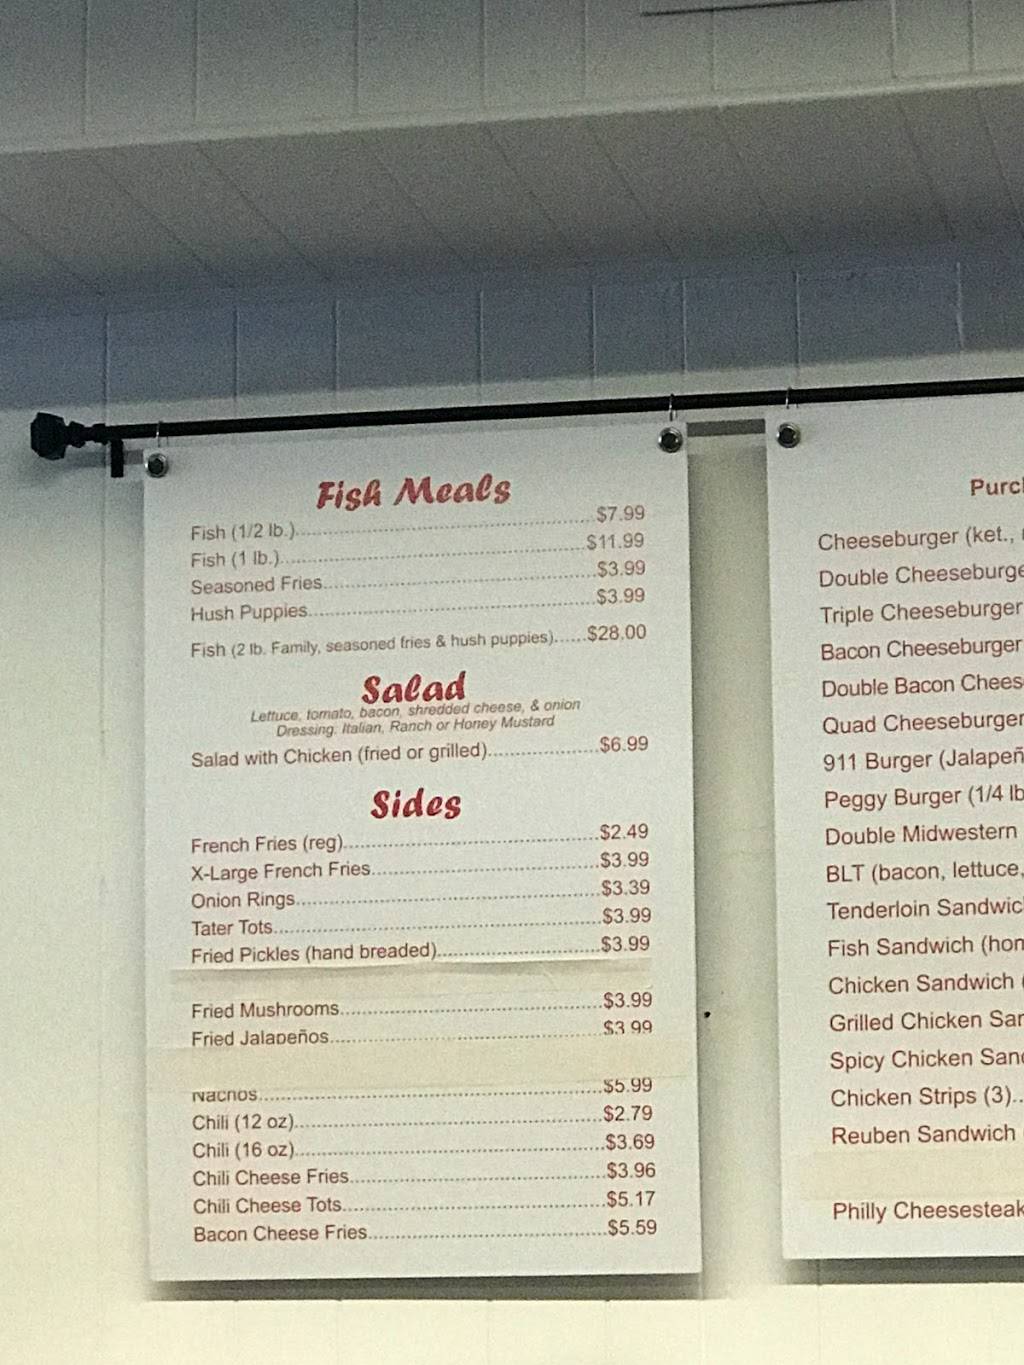 Fish Meals
Fish (1/2 lb.)........$7.99
Fish (1 lb.)........$11.99
Seasoned Fries........$3.99
Hush Puppies........$3.99
Fish (2 lb. Family, seasoned fries & hush puppies)......$28.00
Salad
Lettuce, tomato, bacon, shredded cheese, & onion
Dressing: Italian, Ranch or Honey Mustard
Salad with Chicken (fried or grilled)........$6.99
Sides
French Fries (reg)........$2.49
X-Large French Fries........$3.99
Onion Rings........$3.39
Tater Tots........$3.99
Fried Pickles (hand breaded)........$3.99
Fried Mushrooms........$3.99
Fried Jalapeños........$3.99
Nachos........$5.99
Chili (12 oz)........$2.79
Chili (16 oz)........$3.69
Chili Cheese Fries........$3.96
Chili Cheese Tots........$5.17
Bacon Cheese Fries........$5.59
Cheeseburger (ket.,
Double Cheeseburge
Triple Cheeseburger
Bacon Cheeseburger
Double Bacon Chees
Quad Cheeseburger
911 Burger (Jalapeñ
Peggy Burger (1/4 lb
Double Midwestern
BLT (bacon, lettuce,
Tenderloin Sandwic
Fish Sandwich (hon
Chicken Sandwich (
Grilled Chicken San
Spicy Chicken Sand
Chicken Strips (3)..
Reuben Sandwich
Philly Cheesesteak